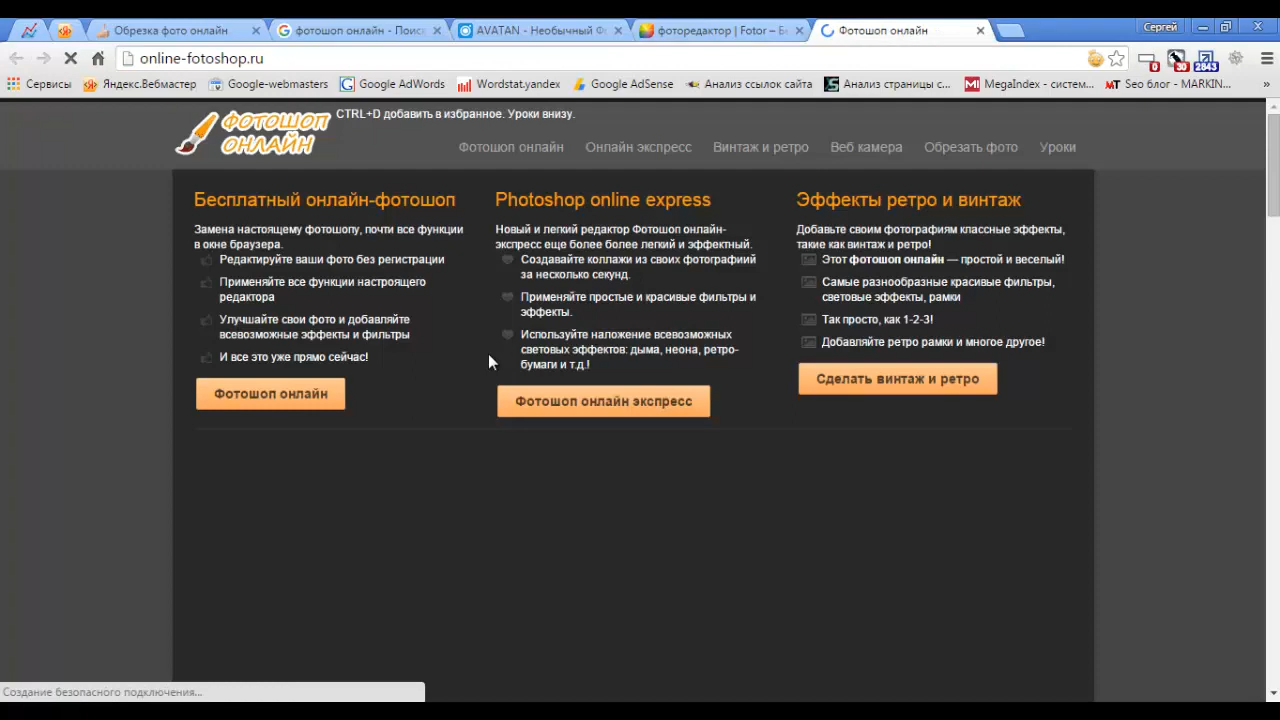 Обрезка фото онлайн
фотошоп онлайн - Поис
AVATAN - Необычный Ф
фоторедактор | Fotor – Б
Фотошоп онлайн
Сергей
online-fotoshop.ru
0
30
2643
Сервисы
Яндекс.Вебмастер
Google-webmasters
Google AdWords
Wordstat.yandex
Google AdSense
Анализ ссылок сайта
Анализ страницы с...
MegaIndex - систем...
Seo блог - MARKIN...
»
ФОТОШОП
ОНЛАЙН
CTRL+D добавить в избранное. Уроки внизу.
Фотошоп онлайн
Онлайн экспресс
Винтаж и ретро
Веб камера
Обрезать фото
Уроки
Бесплатный онлайн-фотошоп
Замена настоящему фотошопу, почти все функции
в окне браузера.
Редактируйте ваши фото без регистрации
Применяйте все функции настоящего
редактора
Улучшайте свои фото и добавляйте
всевозможные эффекты и фильтры
И все это уже прямо сейчас!
Фотошоп онлайн
Photoshop online express
Новый и легкий редактор Фотошоп онлайн-
экспресс еще более более легкий и эффектный.
Создавайте коллажи из своих фотографиий
за несколько секунд.
Применяйте простые и красивые фильтры и
эффекты.
Используйте наложение всевозможных
световых эффектов: дыма, неона, ретро-
бумаги и т.д.!
Фотошоп онлайн экспресс
Эффекты ретро и винтаж
Добавьте своим фотографиям классные эффекты,
такие как винтаж и ретро!
Этот фотошоп онлайн — простой и веселый!
Самые разнообразные красивые фильтры,
световые эффекты, рамки
Так просто, как 1-2-3!
Добавляйте ретро рамки и многое другое!
Сделать винтаж и ретро
Создание безопасного подключения...